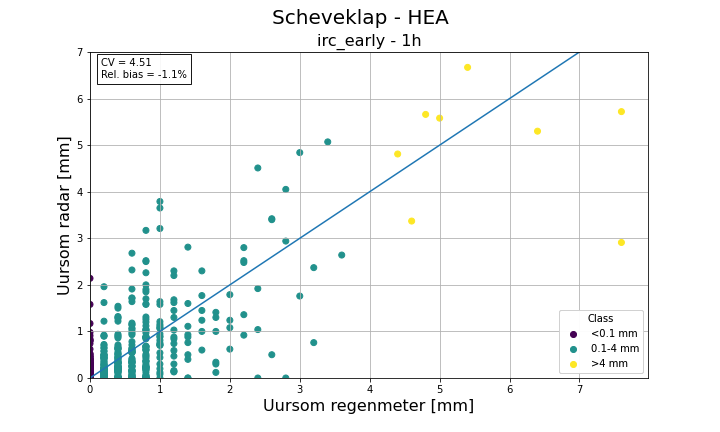 Scheveklap - HEA
irc_early - 1h
CV = 4.51
Rel. bias = -1.1%
Uursom radar [mm]
7
6
5
4
3
2
1
0
Class
<0.1 mm
0.1-4 mm
>4 mm
0 1 2 3 4 5 6 7
Uursom regenmeter [mm]